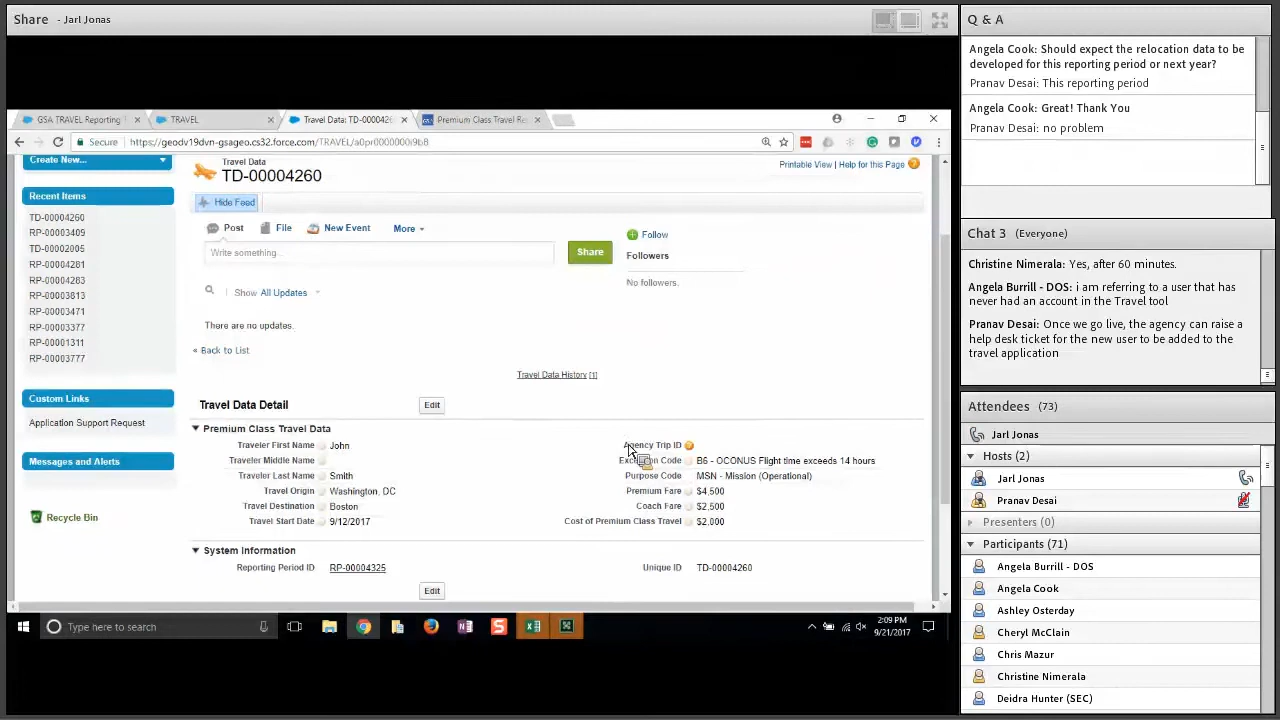 Share - Jarl Jonas
GSA TRAVEL Reporting
TRAVEL
Travel Data: TD-0000426
Premium Class Travel Re
Secure
https://geodv19dvn-gsageo.cs32.force.com/TRAVEL/a0pr0000000i9b8
Create New...
Recent Items
TD-00004260
RP-00003409
TD-00002005
RP-00004281
RP-00004283
RP-00003813
RP-00003471
RP-00003377
RP-00001311
RP-00003777
Custom Links
Application Support Request
Messages and Alerts
Recycle Bin
Travel Data
TD-00004260
Printable View | Help for this Page
Hide Feed
Post File New Event More
Write something...
Share
Follow
Followers
No followers.
Show All Updates
There are no updates.
« Back to List
Travel Data History [1]
Travel Data Detail
Edit
Premium Class Travel Data
Traveler First Name John
Agency Trip ID
Traveler Middle Name
Exception Code B6 - OCONUS Flight time exceeds 14 hours
Traveler Last Name Smith
Purpose Code MSN - Mission (Operational)
Travel Origin Washington, DC
Premium Fare $4,500
Travel Destination Boston
Coach Fare $2,500
Travel Start Date 9/12/2017
Cost of Premium Class Travel $2,000
System Information
Reporting Period ID RP-00004325
Unique ID TD-00004260
Edit
Type here to search
2:09 PM
9/21/2017
Q & A
Angela Cook: Should expect the relocation data to be
developed for this reporting period or next year?
Pranav Desai: This reporting period
Angela Cook: Great! Thank You
Pranav Desai: no problem
Chat 3 (Everyone)
Christine Nimerala: Yes, after 60 minutes.
Angela Burrill - DOS: i am referring to a user that has
never had an account in the Travel tool
Pranav Desai: Once we go live, the agency can raise a
help desk ticket for the new user to be added to the
travel application
Attendees (73)
Jarl Jonas
Hosts (2)
Jarl Jonas
Pranav Desai
Presenters (0)
Participants (71)
Angela Burrill - DOS
Angela Cook
Ashley Osterday
Cheryl McClain
Chris Mazur
Christine Nimerala
Deidra Hunter (SEC)